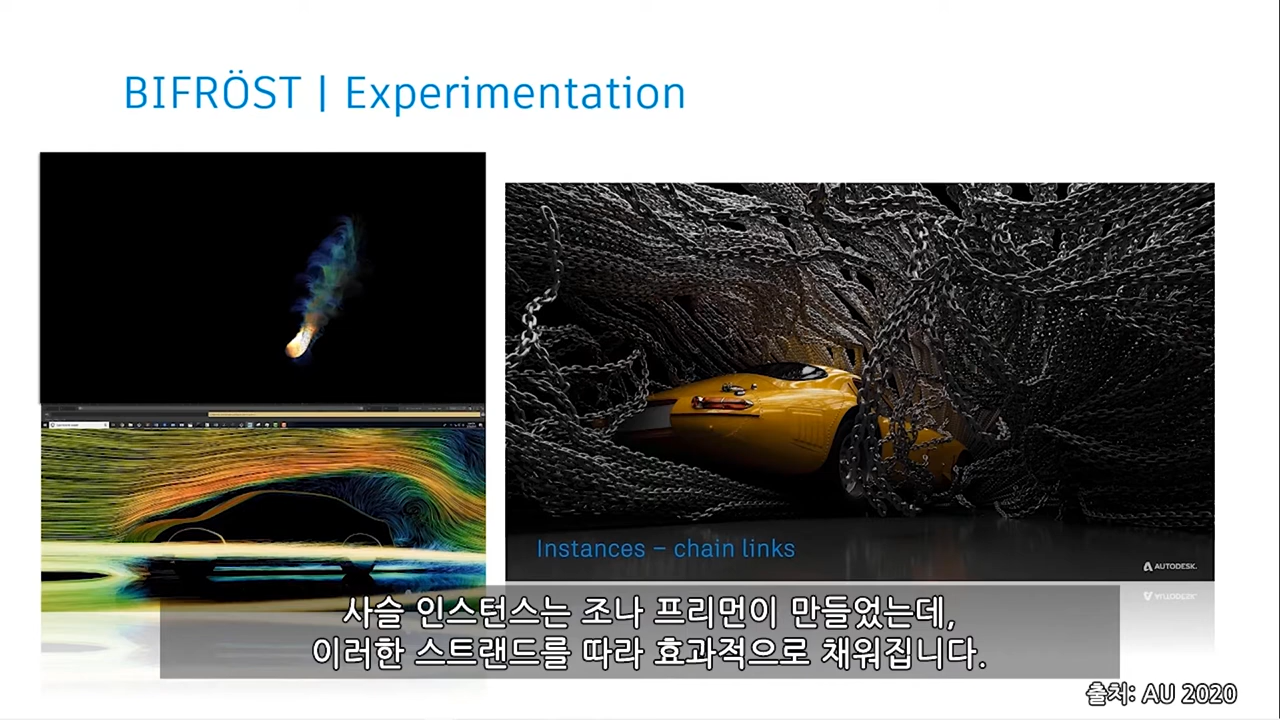 BIFRÖST | Experimentation
Instances – chain links
AUTODESK.
사슬 인스턴스는 조나 프리먼이 만들었는데,
이러한 스트랜드를 따라 효과적으로 채워집니다.
출처: AU 2020